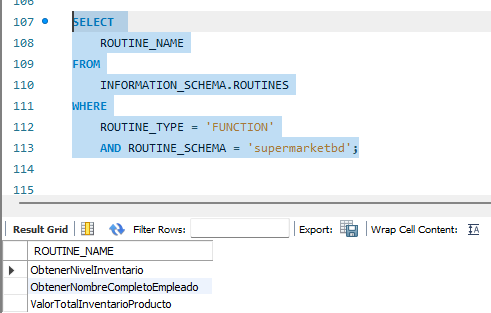 106
107 SELECT
108 ROUTINE_NAME
109 FROM
110 INFORMATION_SCHEMA.ROUTINES
111 WHERE
112 ROUTINE_TYPE = 'FUNCTION'
113 AND ROUTINE_SCHEMA = 'supermarketbd';
114
115
Result Grid Filter Rows: Export: Wrap Cell Content: IA
ROUTINE_NAME
ObtenerNivelInventario
ObtenerNombreCompletoEmpleado
ValorTotalInventarioProducto